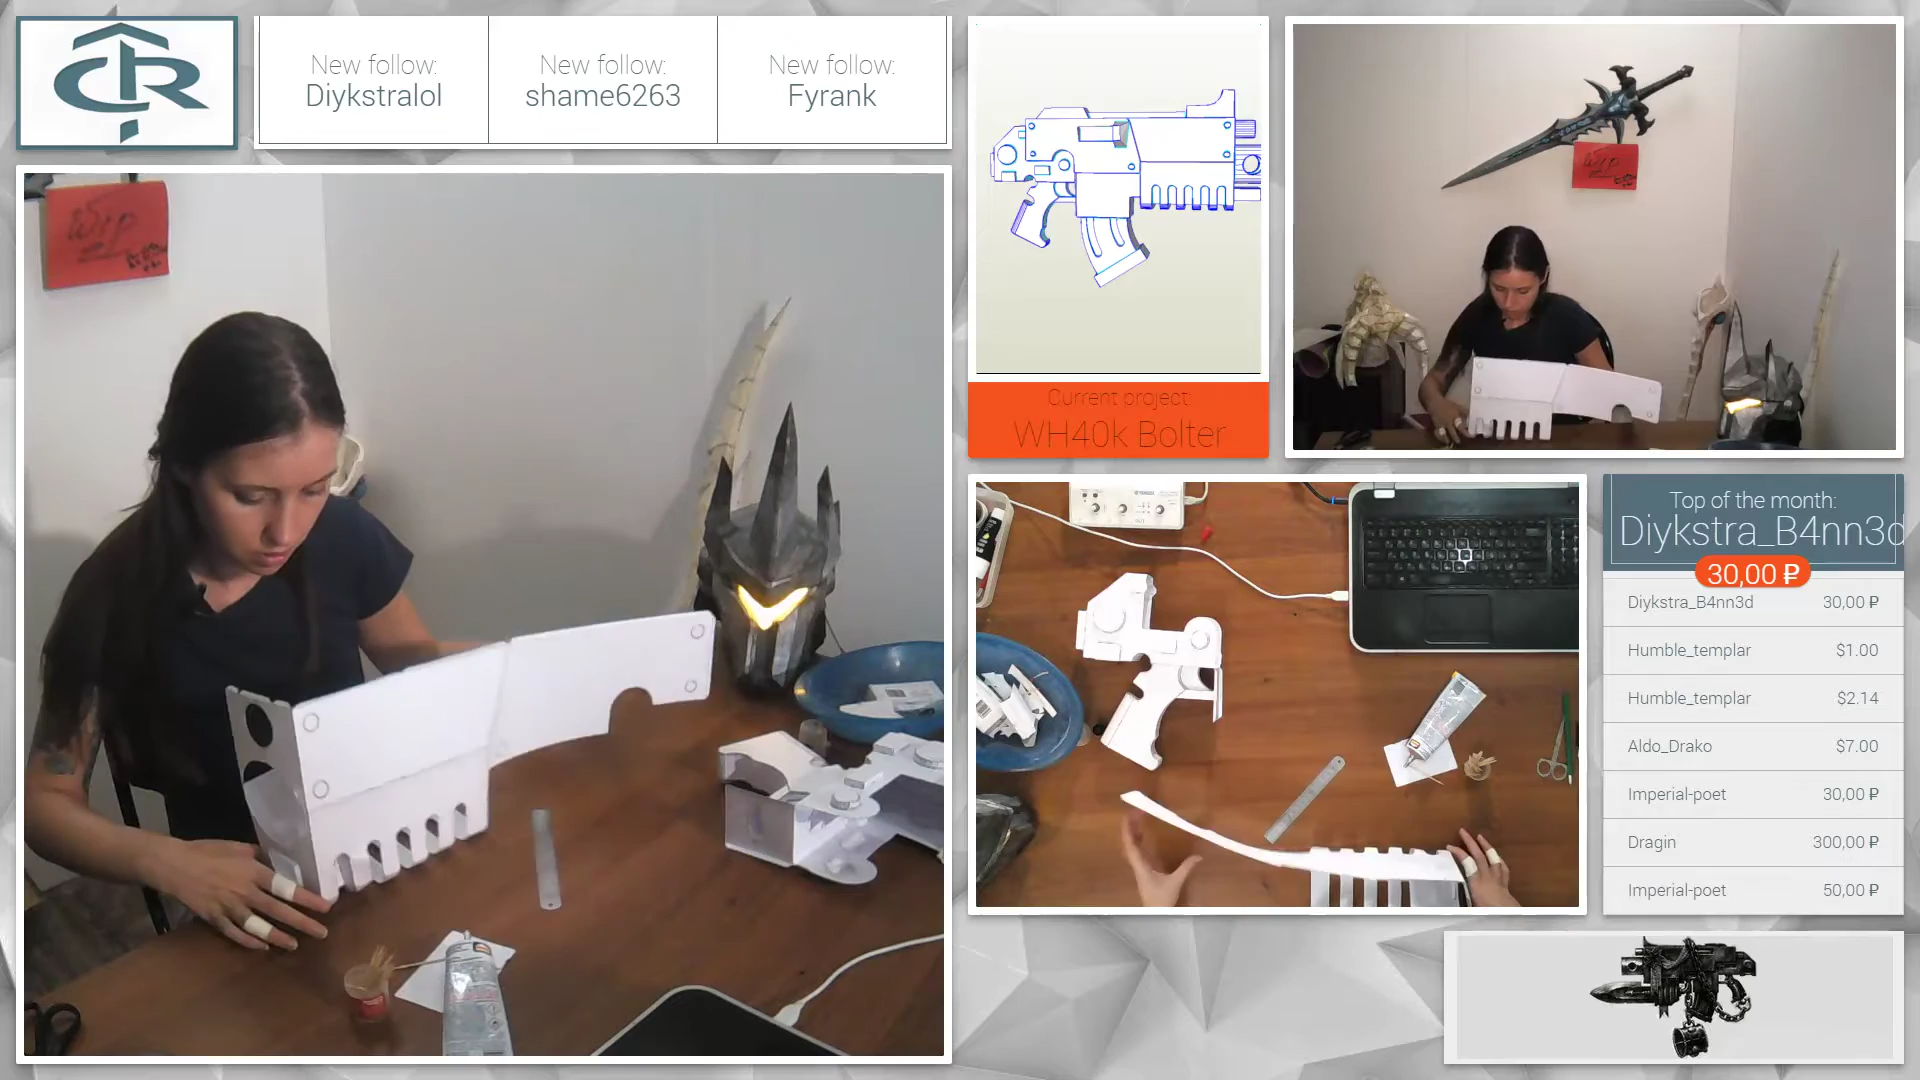 New follow:
Diykstralol
New follow:
shame6263
New follow:
Fyrank
Current project:
WH40k Bolter
WIP
Top of the month:
Diykstra_B4nn3d
30,00 ₽
Diykstra_B4nn3d 30,00 ₽
Humble_templar $1.00
Humble_templar $2.14
Aldo_Drako $7.00
Imperial-poet 30,00 ₽
Dragin 300,00 ₽
Imperial-poet 50,00 ₽